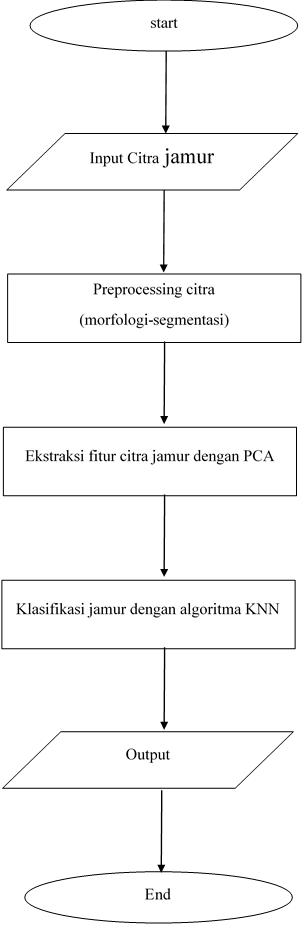 start
Input Citra jamur
Preprocessing citra
(morfologi-segmentasi)
Ekstraksi fitur citra jamur dengan PCA
Klasifikasi jamur dengan algoritma KNN
Output
End